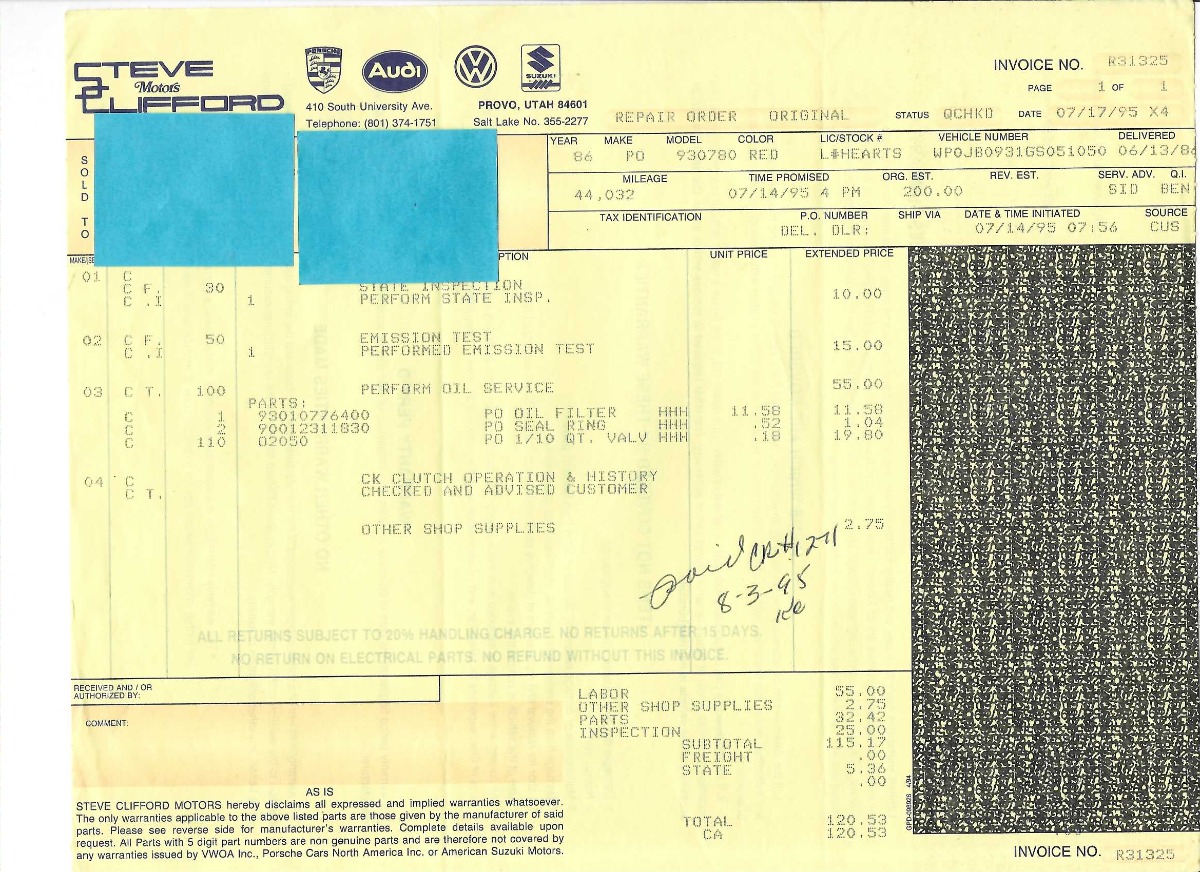 STEVE
Motors
CLIFFORD
PORSCHE
Audi
SUZUKI
410 South University Ave. PROVO, UTAH 84601
Telephone: (801) 374-1751 Salt Lake No. 355-2277
INVOICE NO. R31325
PAGE 1 OF 1
REPAIR ORDER ORIGINAL STATUS QCHKD DATE 07/17/95 X4
SOLD TO
YEAR MAKE MODEL COLOR LIC/STOCK # VEHICLE NUMBER DELIVERED
86 PO 930780 RED L#HEARTS WP0JB0931GS051050 06/13/86
MILEAGE TIME PROMISED ORG. EST. REV. EST. SERV. ADV. Q.I.
44,032 07/14/95 4 PM 200.00 SID BEN
TAX IDENTIFICATION P.O. NUMBER SHIP VIA DATE & TIME INITIATED SOURCE
DEL. DLR: 07/14/95 07:56 CUS
PTION UNIT PRICE EXTENDED PRICE
01 C
C F. 30 STATE INSPECTION
C .I 1 PERFORM STATE INSP. 10.00
02 C F. 50 EMISSION TEST
C .I 1 PERFORMED EMISSION TEST 15.00
03 C T. 100 PERFORM OIL SERVICE 55.00
PARTS:
C 1 93010776400 PO OIL FILTER HHH 11.58 11.58
C 2 90012311830 PO SEAL RING HHH .52 1.04
C 110 02050 PO 1/10 QT. VALV HHH .18 19.80
04 C CK CLUTCH OPERATION & HISTORY
C T. CHECKED AND ADVISED CUSTOMER
OTHER SHOP SUPPLIES 2.75
paid CR#1271
8-3-95
ALL RETURNS SUBJECT TO 20% HANDLING CHARGE. NO RETURNS AFTER 15 DAYS.
NO RETURN ON ELECTRICAL PARTS. NO REFUND WITHOUT THIS INVOICE.
RECEIVED AND / OR
AUTHORIZED BY:
COMMENT:
LABOR 55.00
OTHER SHOP SUPPLIES 2.75
PARTS 32.42
INSPECTION 25.00
SUBTOTAL 115.17
FREIGHT .00
STATE 5.36
.00
TOTAL 120.53
CA 120.53
AS IS
STEVE CLIFFORD MOTORS hereby disclaims all expressed and implied warranties whatsoever.
The only warranties applicable to the above listed parts are those given by the manufacturer of said
parts. Please see reverse side for manufacturer's warranties. Complete details available upon
request. All Parts with 5 digit part numbers are non genuine parts and are therefore not covered by
any warranties issued by VWOA Inc., Porsche Cars North America Inc. or American Suzuki Motors.
INVOICE NO. R31325